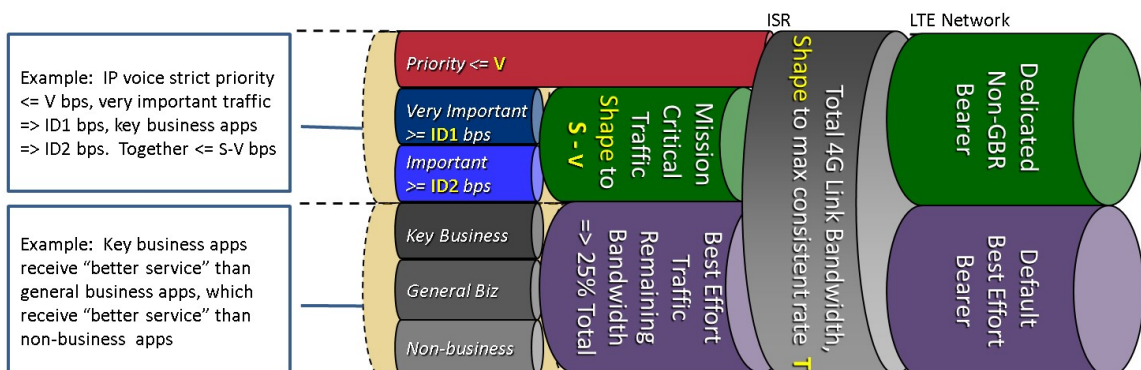 ISR
LTE Network
Example:  IP voice strict priority
<= V bps, very important traffic
=> ID1 bps, key business apps
=> ID2 bps.  Together <= S-V bps
Example:  Key business apps
receive “better service” than
general business apps, which
receive “better service” than
non-business  apps
Priority <= V
Very Important
>= ID1 bps
Important
>= ID2 bps
Key Business
General Biz
Non-business
Mission
Critical
Traffic
Shape to
S - V
Best Effort
Traffic
Remaining
Bandwidth
=> 25% Total
Total 4G Link Bandwidth,
Shape to max consistent rate T
Dedicated
Non-GBR
Bearer
Default
Best Effort
Bearer